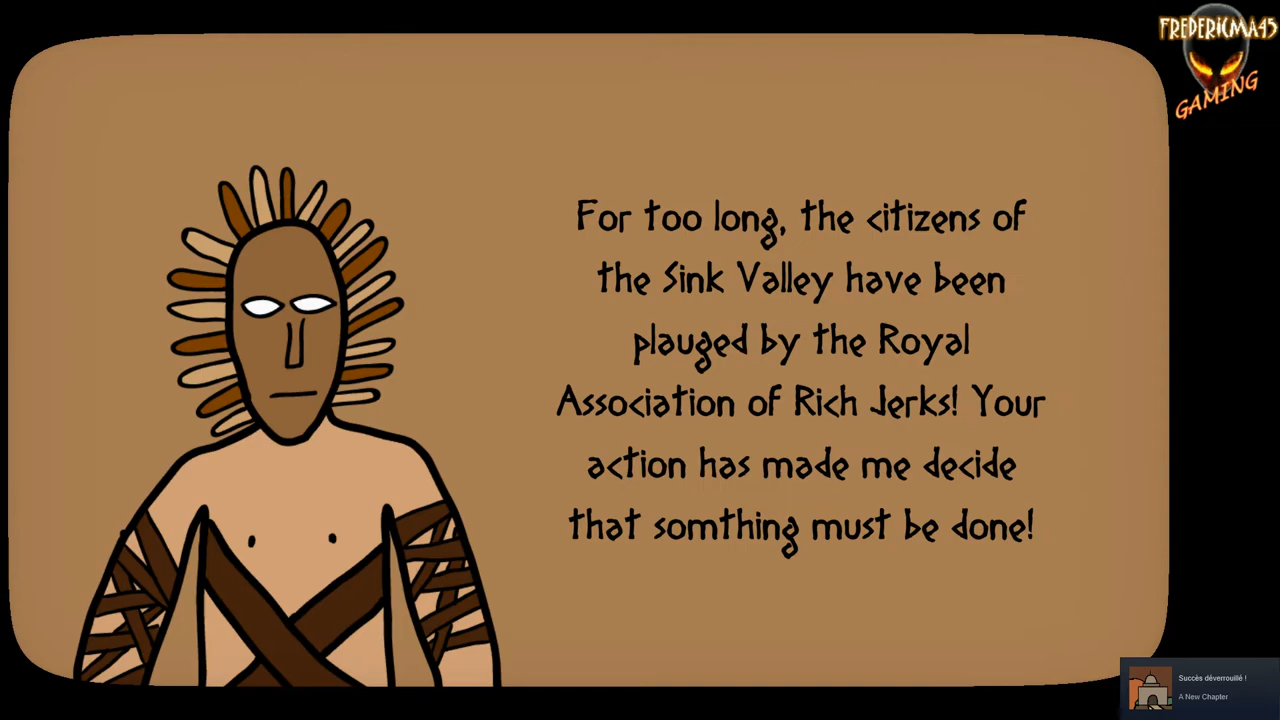 FREDERICMA45
GAMING
For too long, the citizens of
the Sink Valley have been
plauged by the Royal
Association of Rich Jerks! Your
action has made me decide
that somthing must be done!
Succès déverrouillé !
A New Chapter